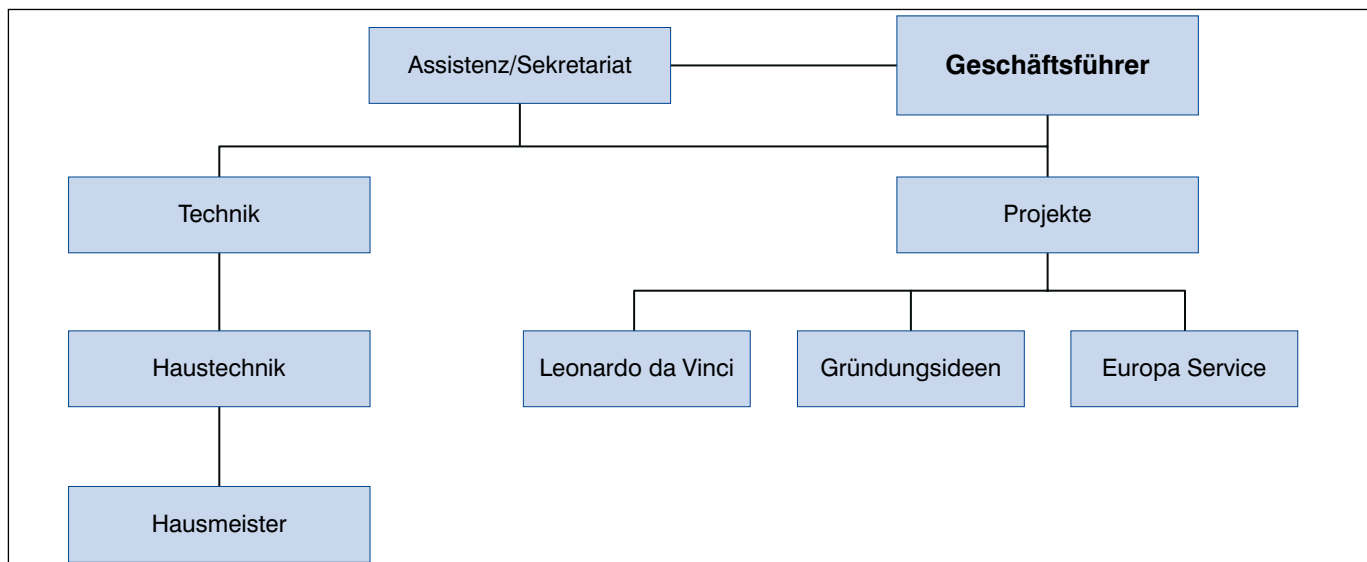 Assistenz/Sekretariat
Geschäftsführer
Technik
Projekte
Haustechnik
Leonardo da Vinci
Gründungsideen
Europa Service
Hausmeister